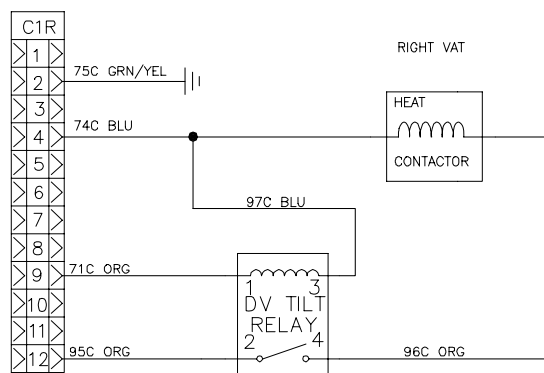 C1R
RIGHT VAT
1
2
75C GRN/YEL
3
HEAT
4
74C BLU
CONTACTOR
5
6
7
97C BLU
8
9
71C ORG
1 3
DV TILT
RELAY
10
11
2 4
12
95C ORG
96C ORG